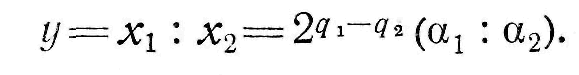 y = x₁ : x₂ = 2^{q₁−q₂} (α₁ : α₂).